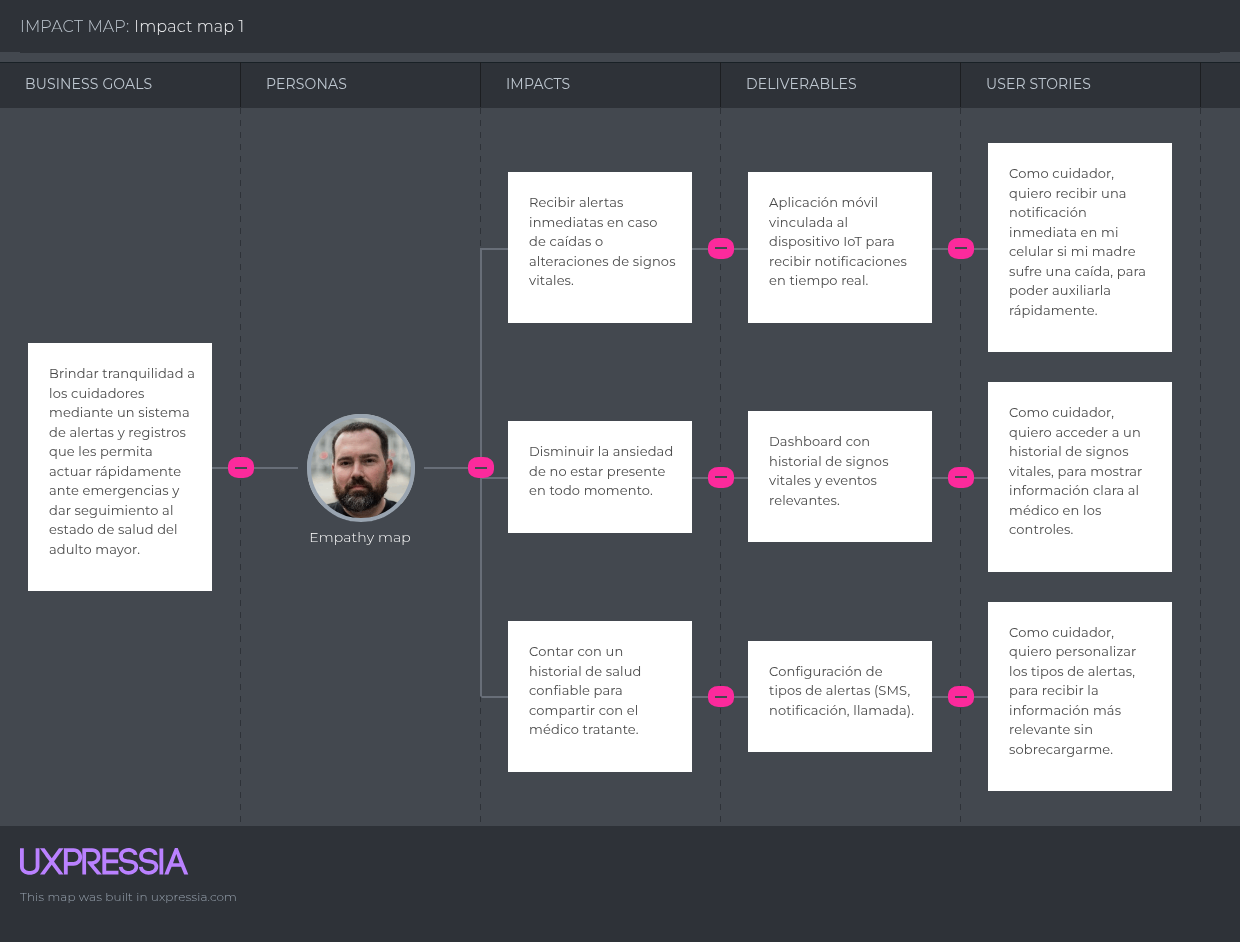 IMPACT MAP: Impact map 1
BUSINESS GOALS
PERSONAS
IMPACTS
DELIVERABLES
USER STORIES
Brindar tranquilidad a
los cuidadores
mediante un sistema
de alertas y registros
que les permita
actuar rápidamente
ante emergencias y
dar seguimiento al
estado de salud del
adulto mayor.
Empathy map
Recibir alertas
inmediatas en caso
de caídas o
alteraciones de signos
vitales.
Aplicación móvil
vinculada al
dispositivo IoT para
recibir notificaciones
en tiempo real.
Como cuidador,
quiero recibir una
notificación
inmediata en mi
celular si mi madre
sufre una caída, para
poder auxiliarla
rápidamente.
Disminuir la ansiedad
de no estar presente
en todo momento.
Dashboard con
historial de signos
vitales y eventos
relevantes.
Como cuidador,
quiero acceder a un
historial de signos
vitales, para mostrar
información clara al
médico en los
controles.
Contar con un
historial de salud
confiable para
compartir con el
médico tratante.
Configuración de
tipos de alertas (SMS,
notificación, llamada).
Como cuidador,
quiero personalizar
los tipos de alertas,
para recibir la
información más
relevante sin
sobrecargarme.
UXPRESSIA
This map was built in uxpressia.com